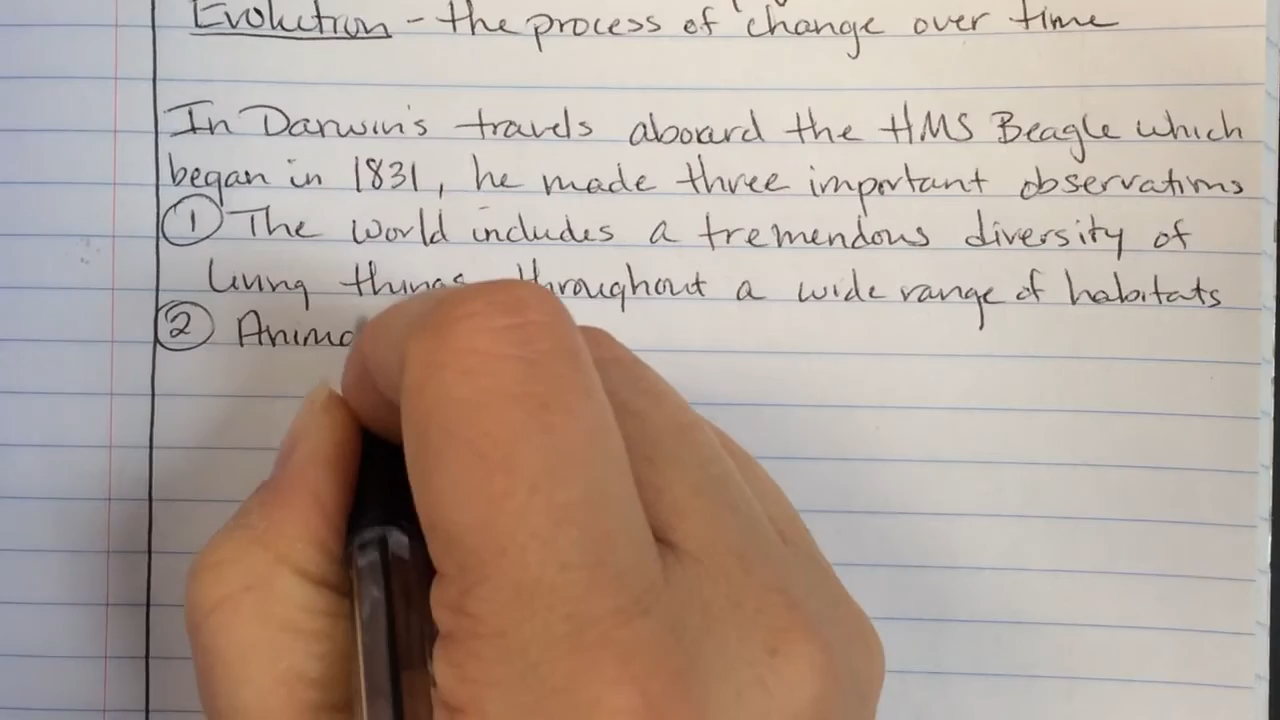 Evolution - the process of change over time
In Darwin's travels aboard the HMS Beagle which
began in 1831, he made three important observations
① The world includes a tremendous diversity of
living things throughout a wide range of habitats
② Anima